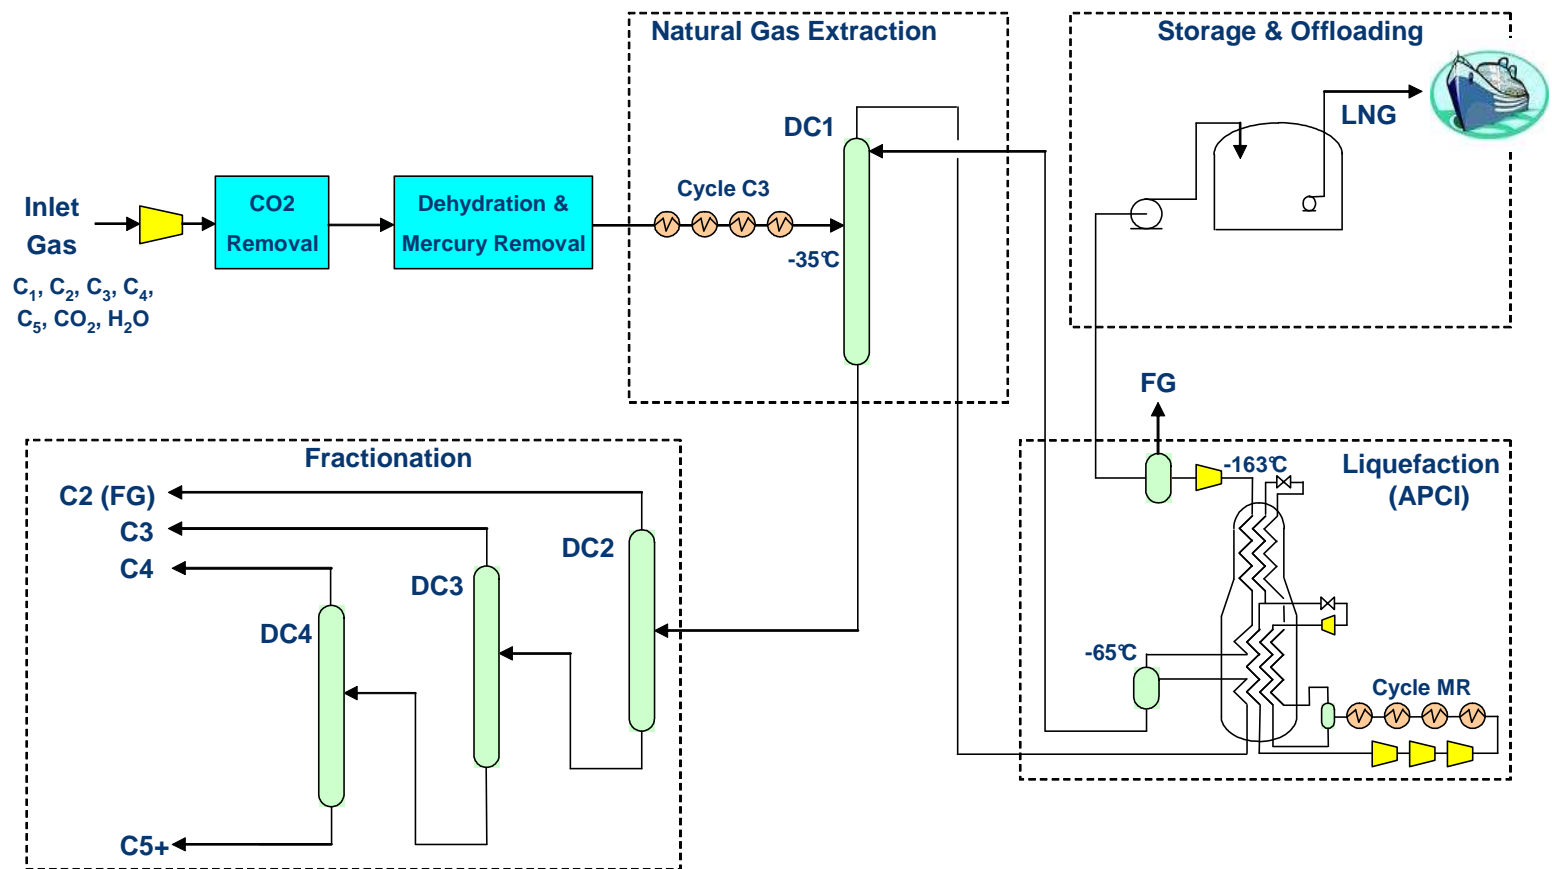 Natural Gas Extraction
Storage & Offloading
DC1
LNG
Cycle C3
Inlet
Gas
CO2
Removal
Dehydration &
Mercury Removal
-35°C
C₁, C₂, C₃, C₄,
C₅, CO₂, H₂O
FG
Fractionation
-163°C
Liquefaction
(APCI)
C2 (FG)
C3
C4
DC2
DC3
DC4
-65°C
Cycle MR
C5+